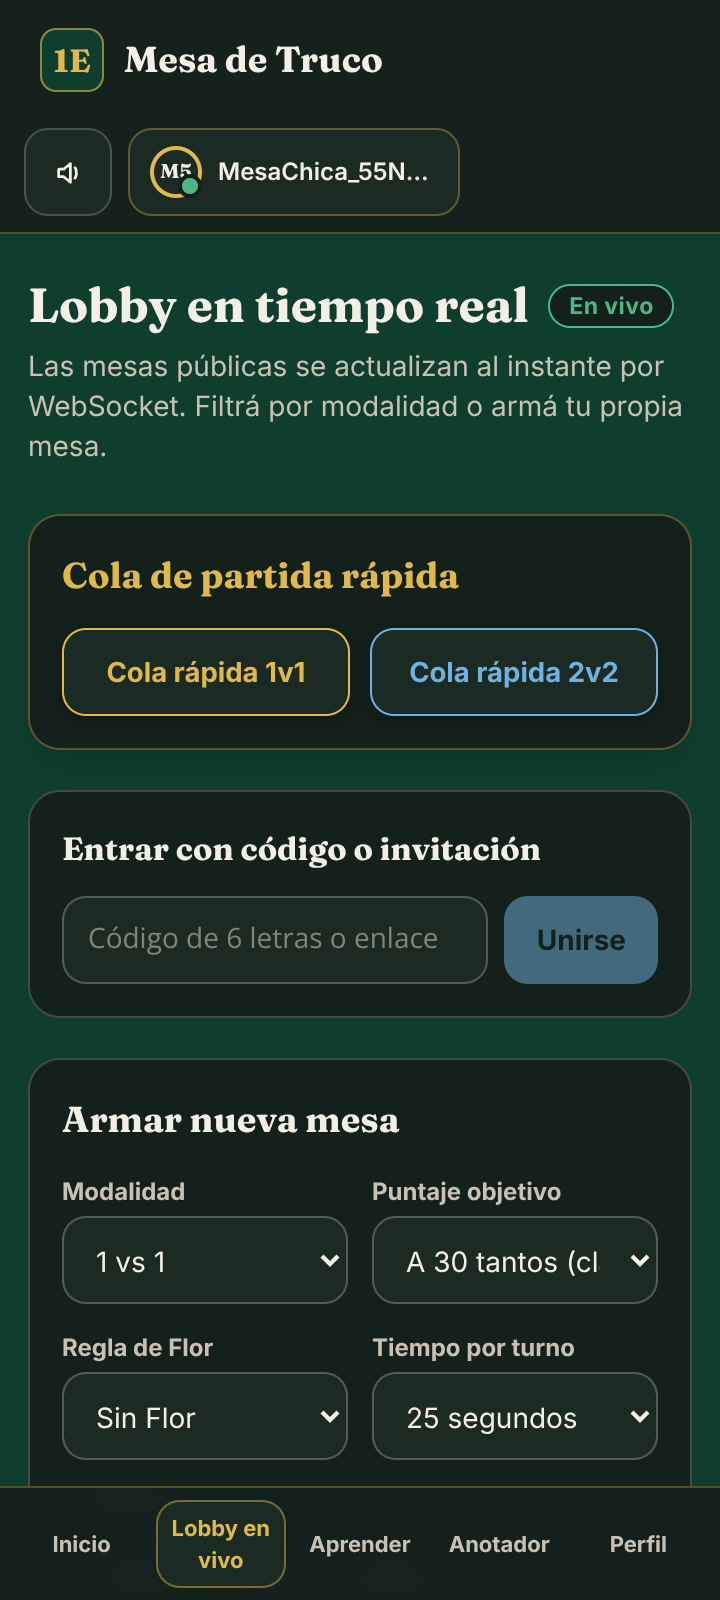 1E Mesa de Truco
M5 MesaChica_55N...
Lobby en tiempo real En vivo
Las mesas públicas se actualizan al instante por
WebSocket. Filtrá por modalidad o armá tu propia
mesa.
Cola de partida rápida
Cola rápida 1v1 Cola rápida 2v2
Entrar con código o invitación
Código de 6 letras o enlace Unirse
Armar nueva mesa
Modalidad Puntaje objetivo
1 vs 1 A 30 tantos (cl
Regla de Flor Tiempo por turno
Sin Flor 25 segundos
Inicio Lobby en vivo Aprender Anotador Perfil